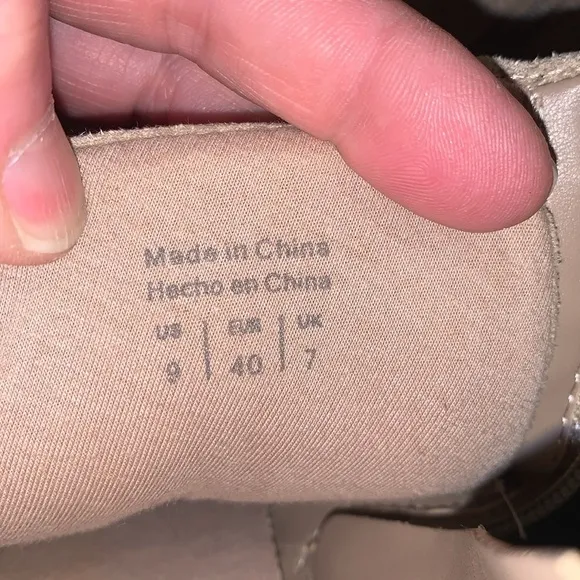 Made in China
Hecho en China
US | EUR | UK
9 | 40 | 7